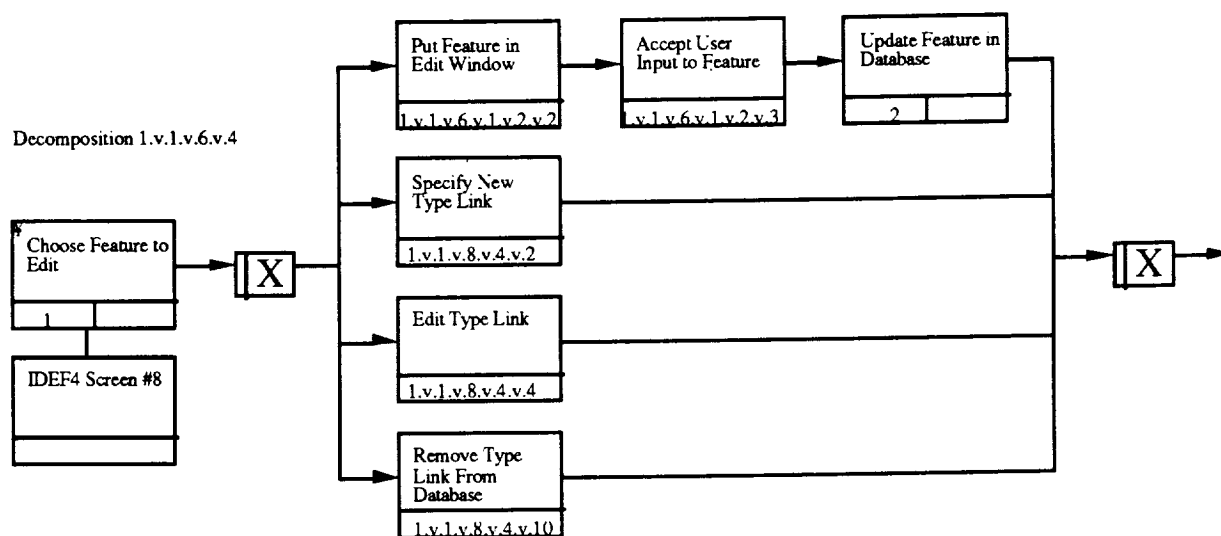 Put Feature in
Edit Window
1.v.1.v.6.v.1.v.2.v.2
Accept User
Input to Feature
1.v.1.v.6.v.1.v.2.v.3
Update Feature in
Database
2
Decomposition 1.v.1.v.6.v.4
Specify New
Type Link
1.v.1.v.8.v.4.v.2
Choose Feature to
Edit
1
X
X
IDEF4 Screen #8
Edit Type Link
1.v.1.v.8.v.4.v.4
Remove Type
Link From
Database
1.v.1.v.8.v.4.v.10